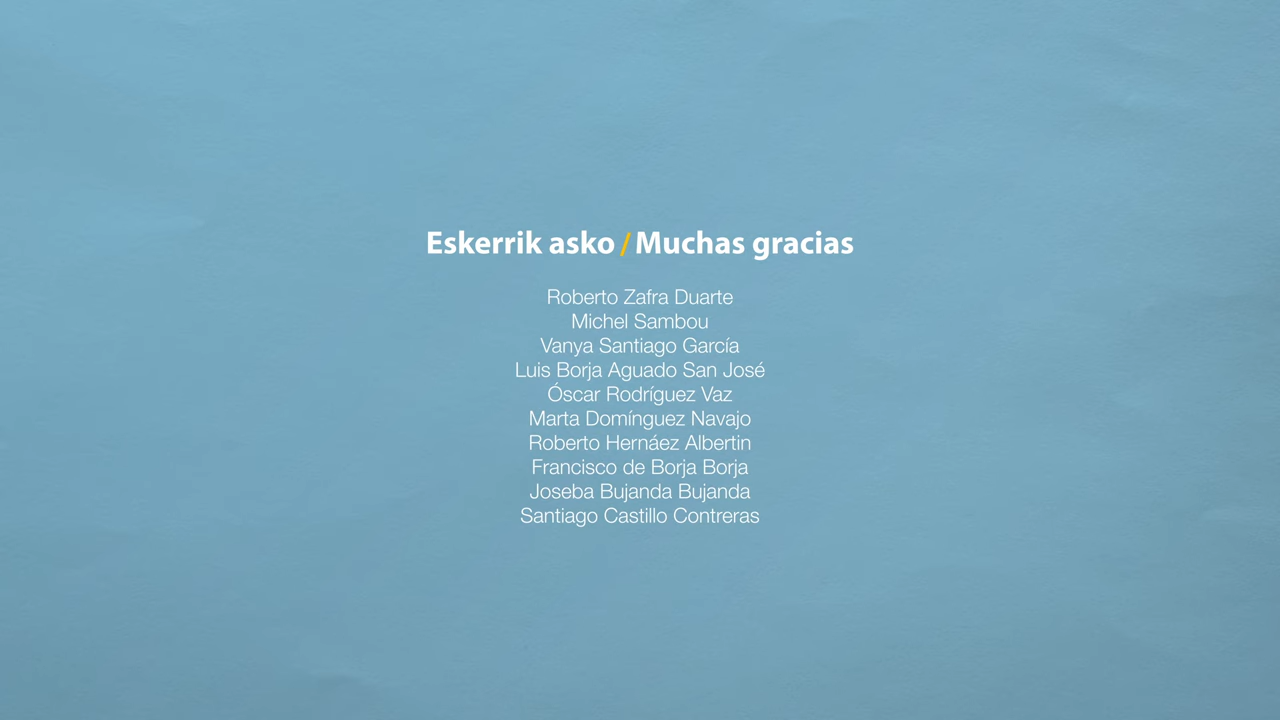 Eskerrik asko / Muchas gracias
Roberto Zafra Duarte
Michel Sambou
Vanya Santiago García
Luis Borja Aguado San José
Óscar Rodríguez Vaz
Marta Domínguez Navajo
Roberto Hernáez Albertin
Francisco de Borja Borja
Joseba Bujanda Bujanda
Santiago Castillo Contreras